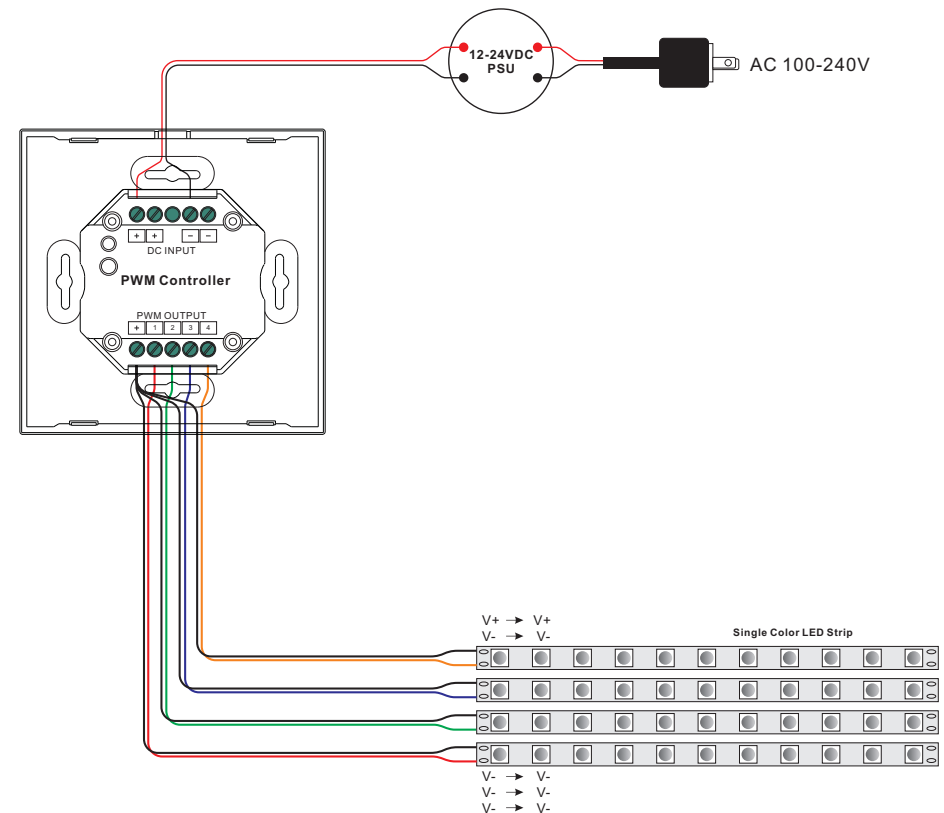 12-24VDC
PSU
AC 100-240V
+ + − −
DC INPUT
PWM Controller
PWM OUTPUT
+ 1 2 3 4
V+ → V+
V- → V-
Single Color LED Strip
V- → V-
V- → V-
V- → V-